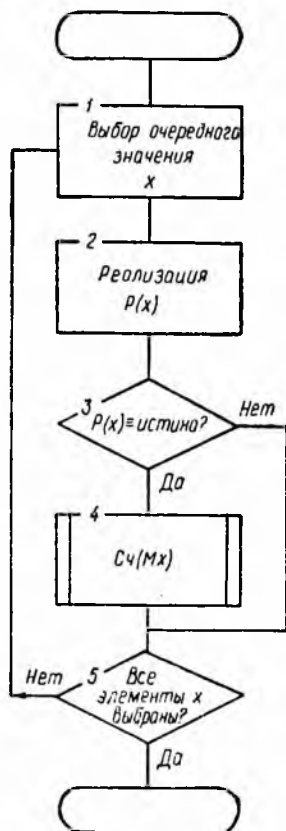 1
Выбор очередного
значения
x
2
Реализация
P(x)
3
P(x)≡истина?
Нет
Да
4
Сч(Mx)
5
Нет
Все
элементы x
выбраны?
Да